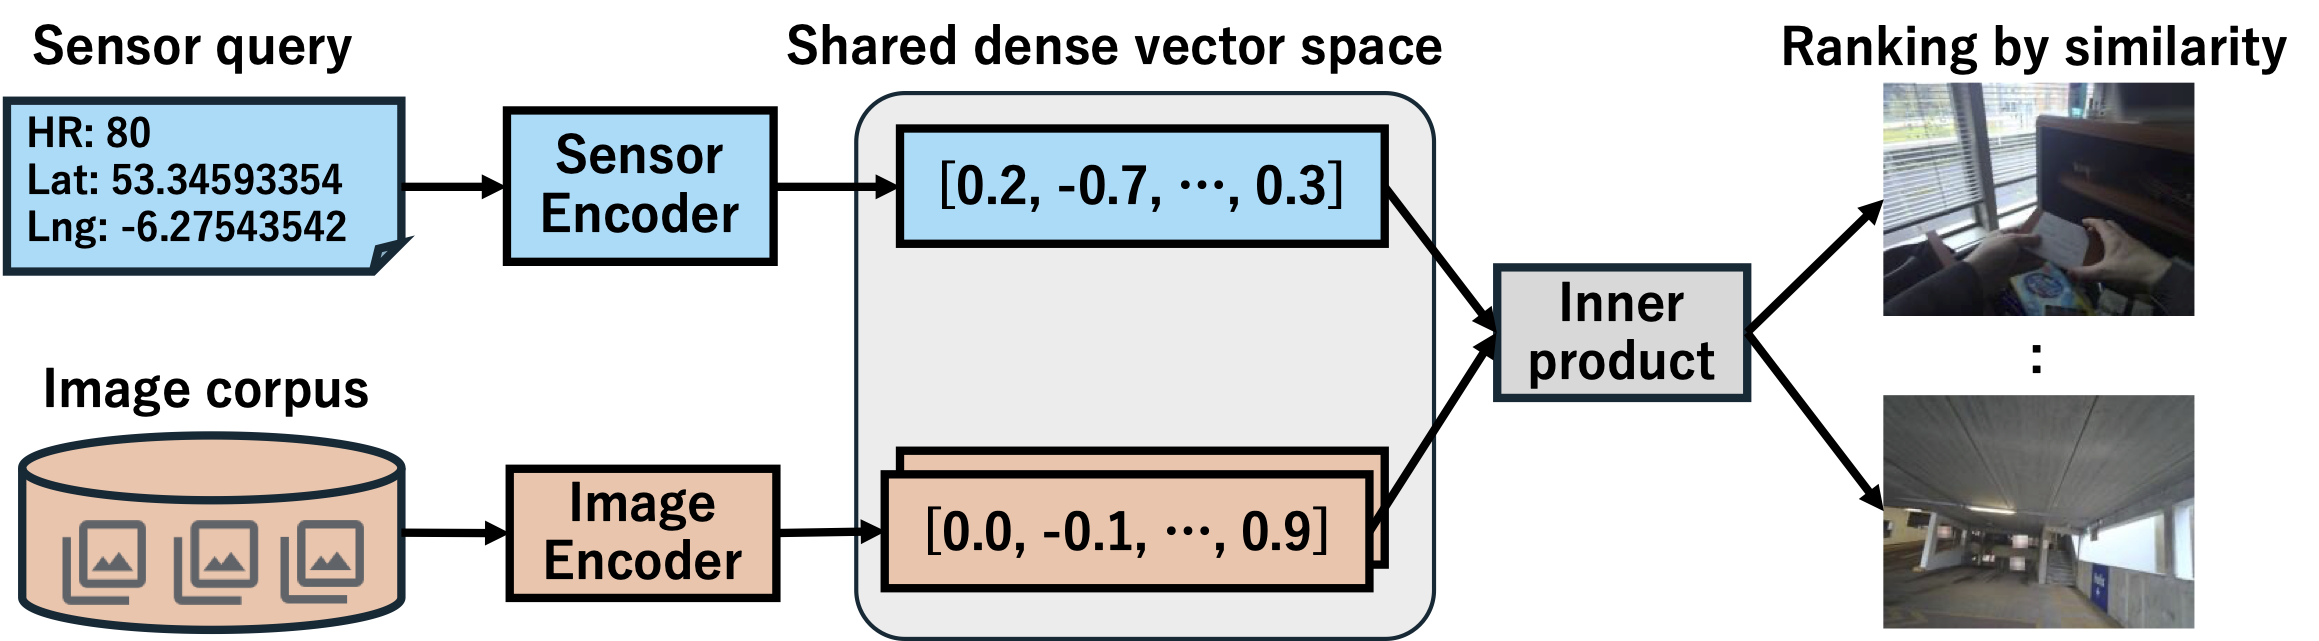 Sensor query
HR: 80
Lat: 53.34593354
Lng: -6.27543542
Sensor
Encoder
Shared dense vector space
[0.2, -0.7, ⋯, 0.3]
Image corpus
Image
Encoder
[0.0, -0.1, ⋯, 0.9]
Inner
product
Ranking by similarity
: